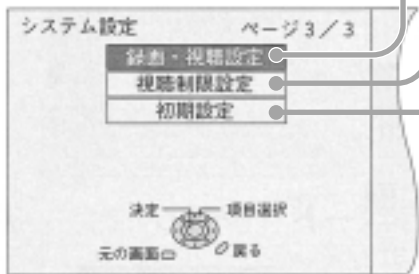 システム設定 ページ3/3
録画・視聴設定
視聴制限設定
初期設定
決定 項目選択
元の画面 戻る